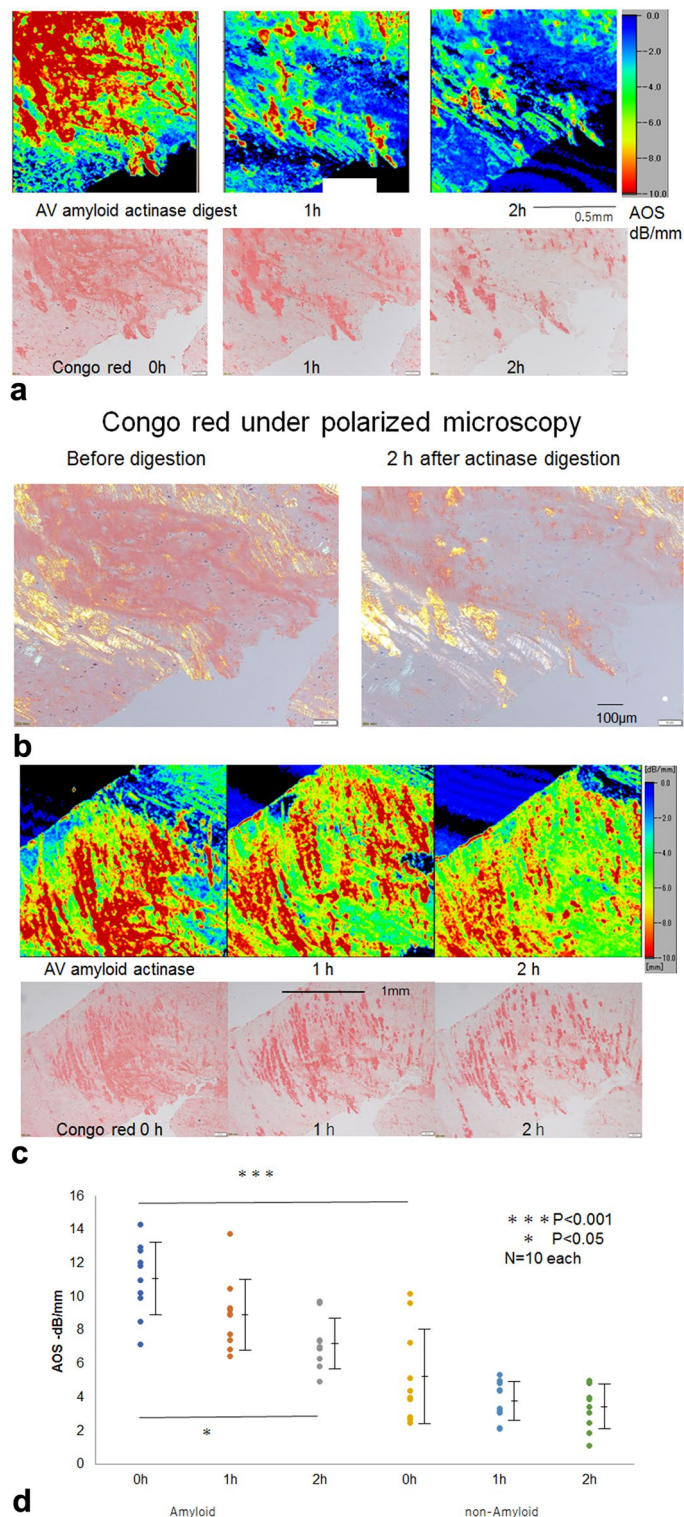 0.0
−2.0
−4.0
−6.0
−8.0
−10.0
AV amyloid actinase digest 1h 2h
0.5mm
AOS
dB/mm
Congo red 0h 1h 2h
a
Congo red under polarized microscopy
Before digestion 2 h after actinase digestion
100μm
b
[dB/mm]
0.0
−2.0
−4.0
−6.0
−8.0
−10.0
[mm]
AV amyloid actinase 1 h 2 h
1mm
Congo red 0 h 1 h 2 h
c
***
16
14
12
10
8
6
4
2
0
AOS -dB/mm
*** P<0.001
* P<0.05
N=10 each
*
0h 1h 2h 0h 1h 2h
Amyloid non-Amyloid
d